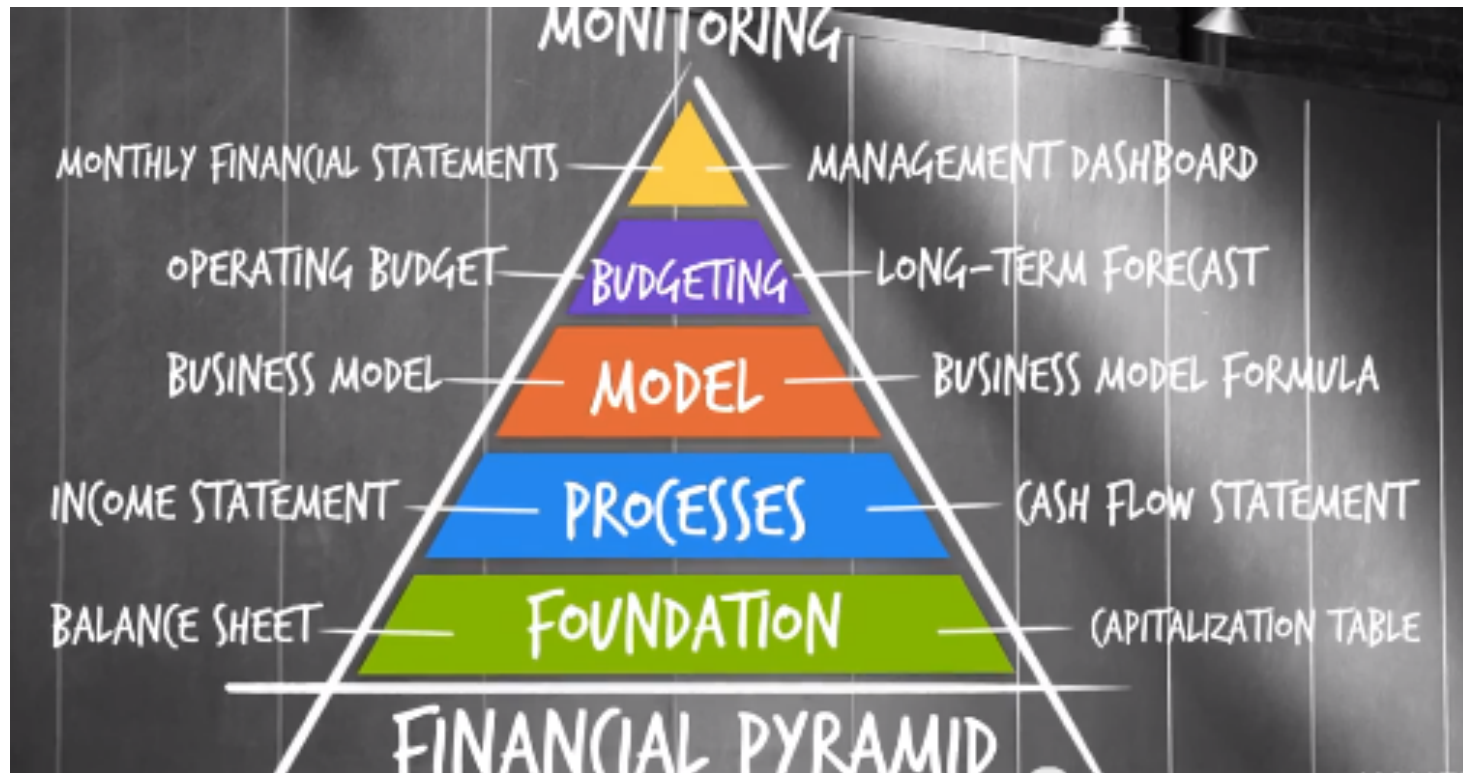 MONITORING
MONTHLY FINANCIAL STATEMENTS MANAGEMENT DASHBOARD
OPERATING BUDGET BUDGETING LONG-TERM FORECAST
BUSINESS MODEL MODEL BUSINESS MODEL FORMULA
INCOME STATEMENT PROCESSES CASH FLOW STATEMENT
BALANCE SHEET FOUNDATION CAPITALIZATION TABLE
FINANCIAL PYRAMID